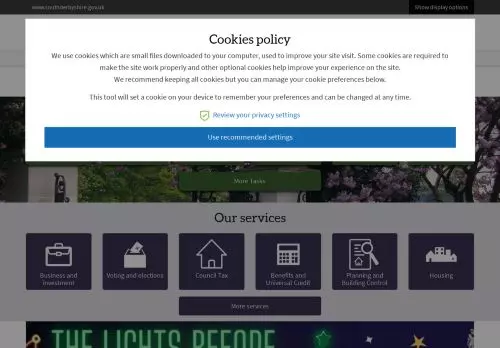 www.southderbyshire.gov.uk
Show display options
Cookies policy
We use cookies which are small files downloaded to your computer, used to improve your site visit. Some cookies are required to
make the site work properly and other optional cookies help improve your experience on the site.
We recommend keeping all cookies but you can manage your cookie preferences below.
This tool will set a cookie on your device to remember your preferences and can be changed at any time.
Review your privacy settings
Use recommended settings
More Tasks
Our services
Business and
Investment
Voting and elections
Council Tax
Benefits and
Universal Credit
Planning and
Building Control
Housing
More services
THE LIGHTS BEFORE